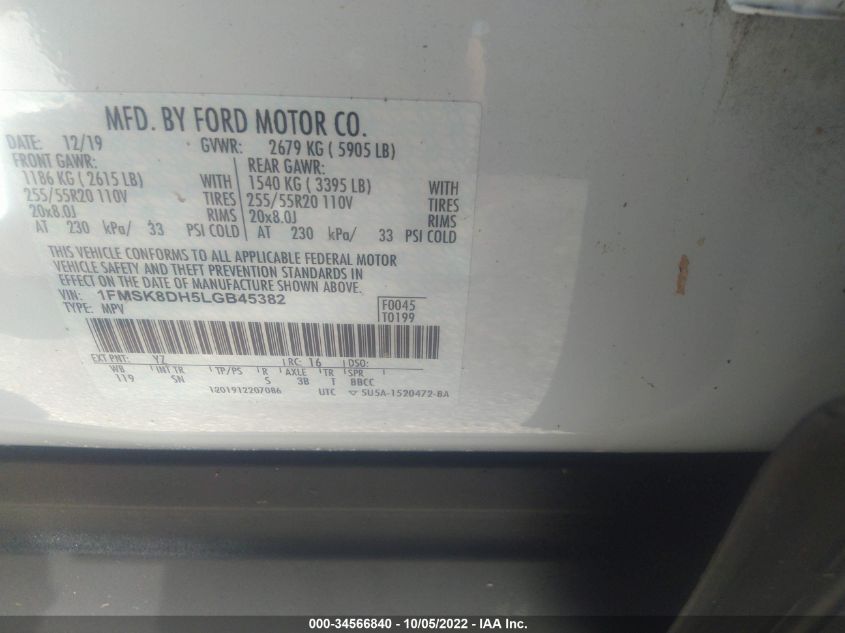 MFD. BY FORD MOTOR CO.
DATE: 12/19 GVWR: 2679 KG ( 5905 LB)
FRONT GAWR: REAR GAWR:
1186 KG ( 2615 LB) WITH 1540 KG ( 3395 LB) WITH
255/55R20 110V TIRES 255/55R20 110V TIRES
20x8.0J RIMS 20x8.0J RIMS
AT 230 kPa/ 33 PSI COLD AT 230 kPa/ 33 PSI COLD
THIS VEHICLE CONFORMS TO ALL APPLICABLE FEDERAL MOTOR
VEHICLE SAFETY AND THEFT PREVENTION STANDARDS IN
EFFECT ON THE DATE OF MANUFACTURE SHOWN ABOVE.
VIN: 1FMSK8DH5LGB45382 F0045
TYPE: MPV T0199
EXT PNT: YZ RC: 16 DSO:
WB INT TR TP/PS R AXLE TR SPR
119 SN S 3B T BBCC
1201912207086 UTC ▽ 5U5A-1520472-BA
000-34566840 - 10/05/2022 - IAA Inc.